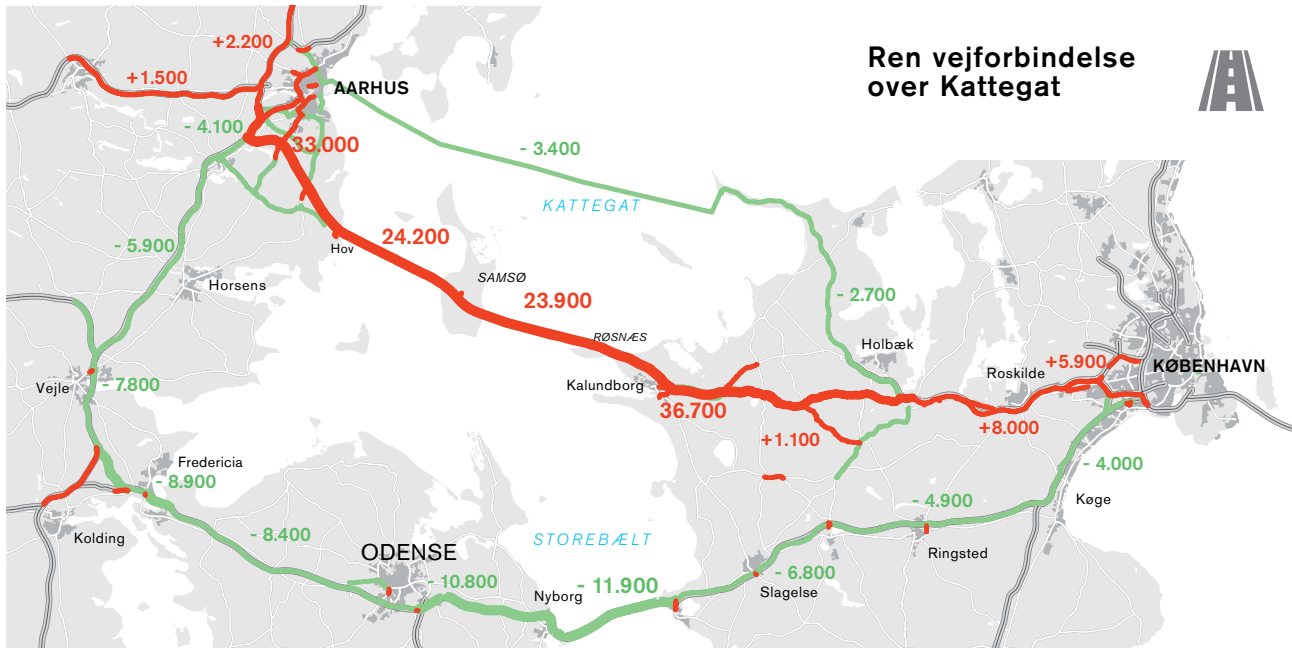 Ren vejforbindelse
over Kattegat
+2.200
+1.500
AARHUS
- 4.100
33.000
- 3.400
KATTEGAT
- 5.900
24.200
Hov
SAMSØ
Horsens
23.900
- 2.700
RØSNÆS
Holbæk
Vejle
- 7.800
Kalundborg
Roskilde
+5.900
KØBENHAVN
36.700
+1.100
+8.000
Fredericia
- 8.900
- 4.000
Køge
- 4.900
Kolding
- 8.400
ODENSE
STOREBÆLT
Ringsted
- 10.800
- 11.900
Nyborg
- 6.800
Slagelse